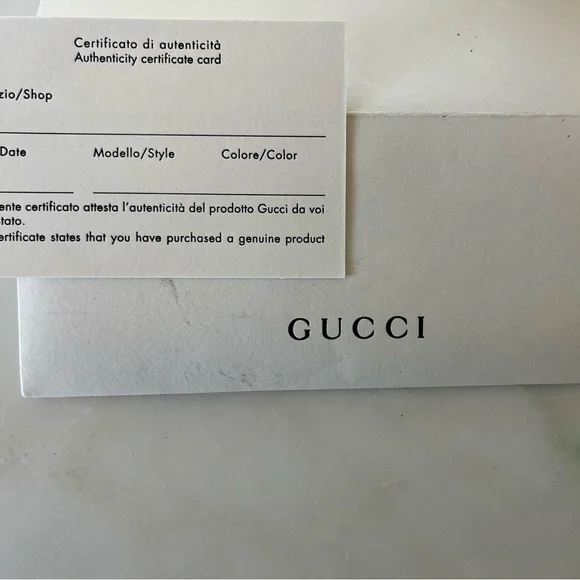 Certificato di autenticità
Authenticity certificate card
zio/Shop
Date Modello/Style Colore/Color
ente certificato attesta l'autenticità del prodotto Gucci da voi
tato.
ertificate states that you have purchased a genuine product
GUCCI